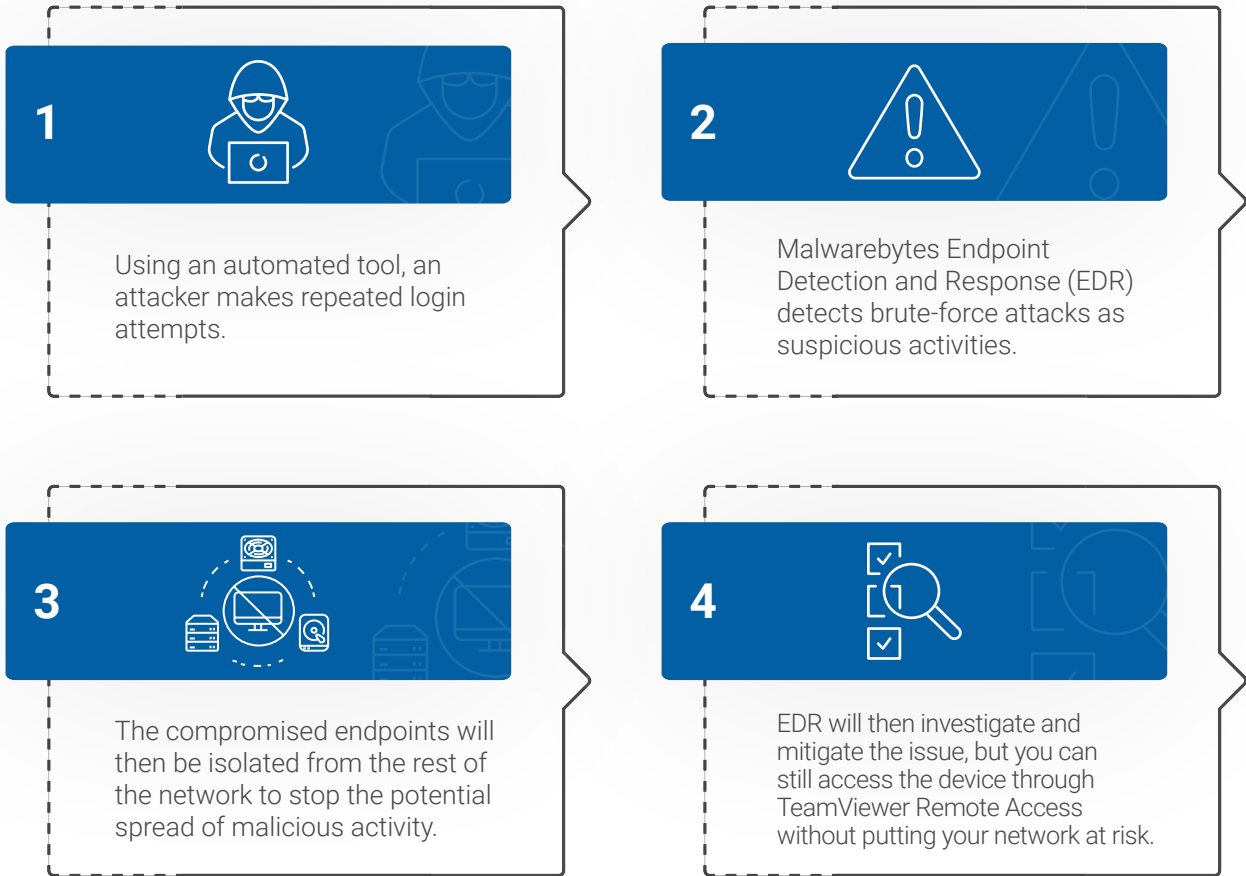 1
Using an automated tool, an
attacker makes repeated login
attempts.
2
Malwarebytes Endpoint
Detection and Response (EDR)
detects brute-force attacks as
suspicious activities.
3
The compromised endpoints will
then be isolated from the rest of
the network to stop the potential
spread of malicious activity.
4
EDR will then investigate and
mitigate the issue, but you can
still access the device through
TeamViewer Remote Access
without putting your network at risk.